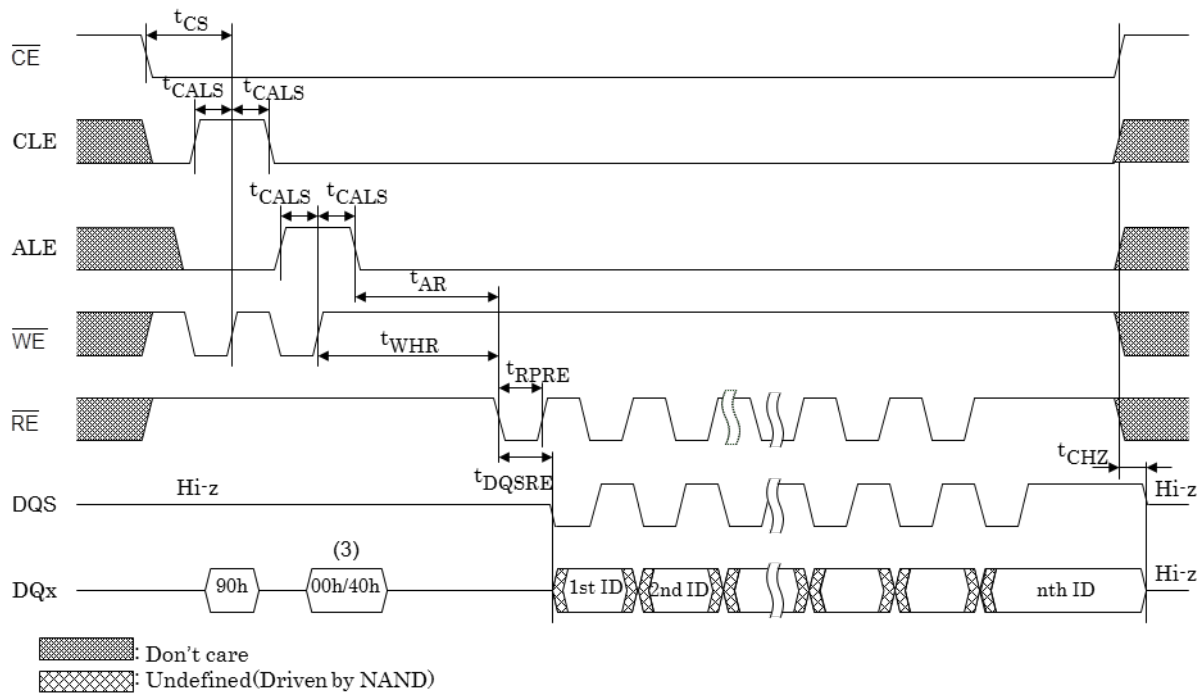 tCS
CE
tCALS tCALS
CLE
tCALS tCALS
ALE
tAR
WE
tWHR
tRPRE
RE
tCHZ
tDQSRE
Hi-z
Hi-z
DQS
(3)
DQx
90h
00h/40h
1st ID
2nd ID
nth ID
Hi-z
: Don't care
: Undefined(Driven by NAND)